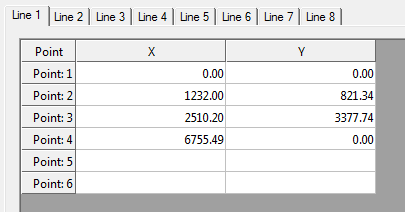 Line 1 Line 2 Line 3 Line 4 Line 5 Line 6 Line 7 Line 8
Point X Y
Point: 1 0.00 0.00
Point: 2 1232.00 821.34
Point: 3 2510.20 3377.74
Point: 4 6755.49 0.00
Point: 5
Point: 6